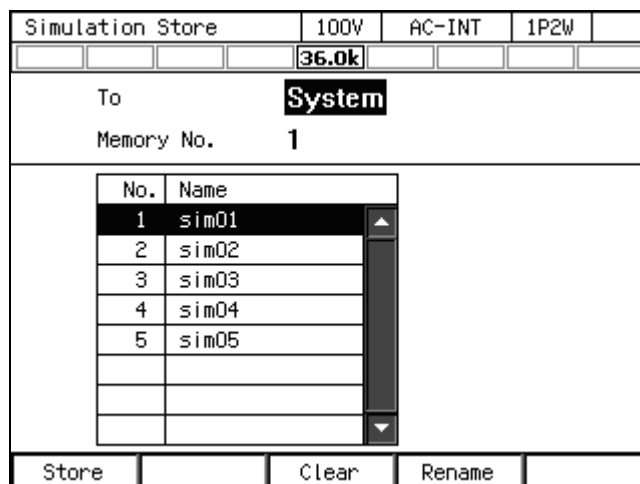 Simulation Store 100V AC-INT 1P2W
36.0k
To System
Memory No. 1
No. Name
1 sim01
2 sim02
3 sim03
4 sim04
5 sim05
Store Clear Rename